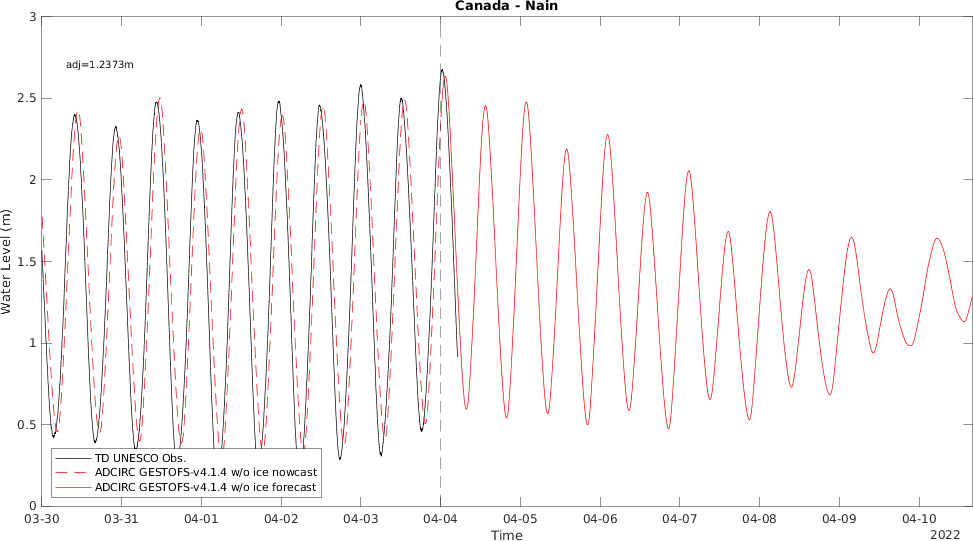 Canada - Nain
adj=1.2373m
Water Level (m)
3
2.5
2
1.5
1
0.5
0
TD UNESCO Obs.
ADCIRC GESTOFS-v4.1.4 w/o ice nowcast
ADCIRC GESTOFS-v4.1.4 w/o ice forecast
03-30 03-31 04-01 04-02 04-03 04-04 04-05 04-06 04-07 04-08 04-09 04-10
Time
2022